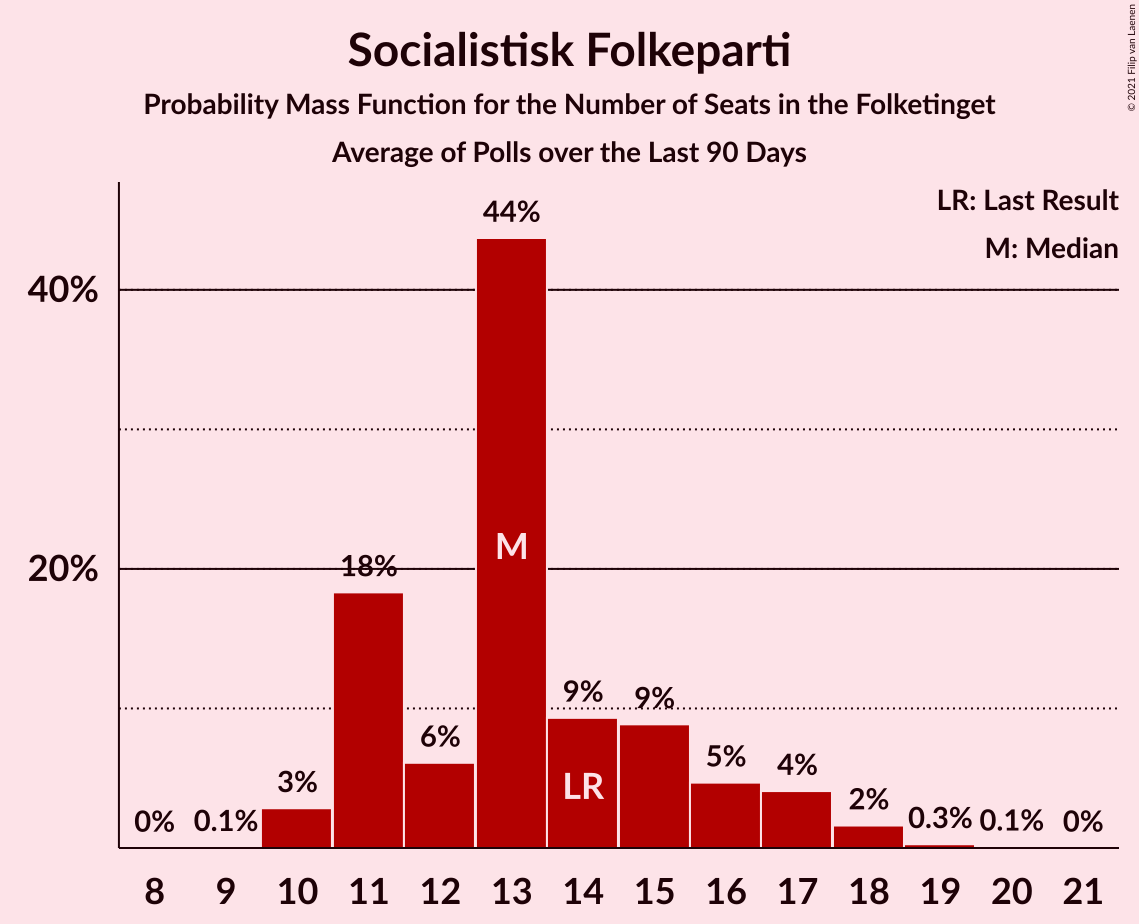 Socialistisk Folkeparti
Probability Mass Function for the Number of Seats in the Folketinget
Average of Polls over the Last 90 Days
© 2021 Filip van Laenen
LR: Last Result
M: Median
40%
20%
0%
0.1%
3%
18%
6%
44%
9%
9%
5%
4%
2%
0.3%
0.1%
0%
M
LR
8 9 10 11 12 13 14 15 16 17 18 19 20 21